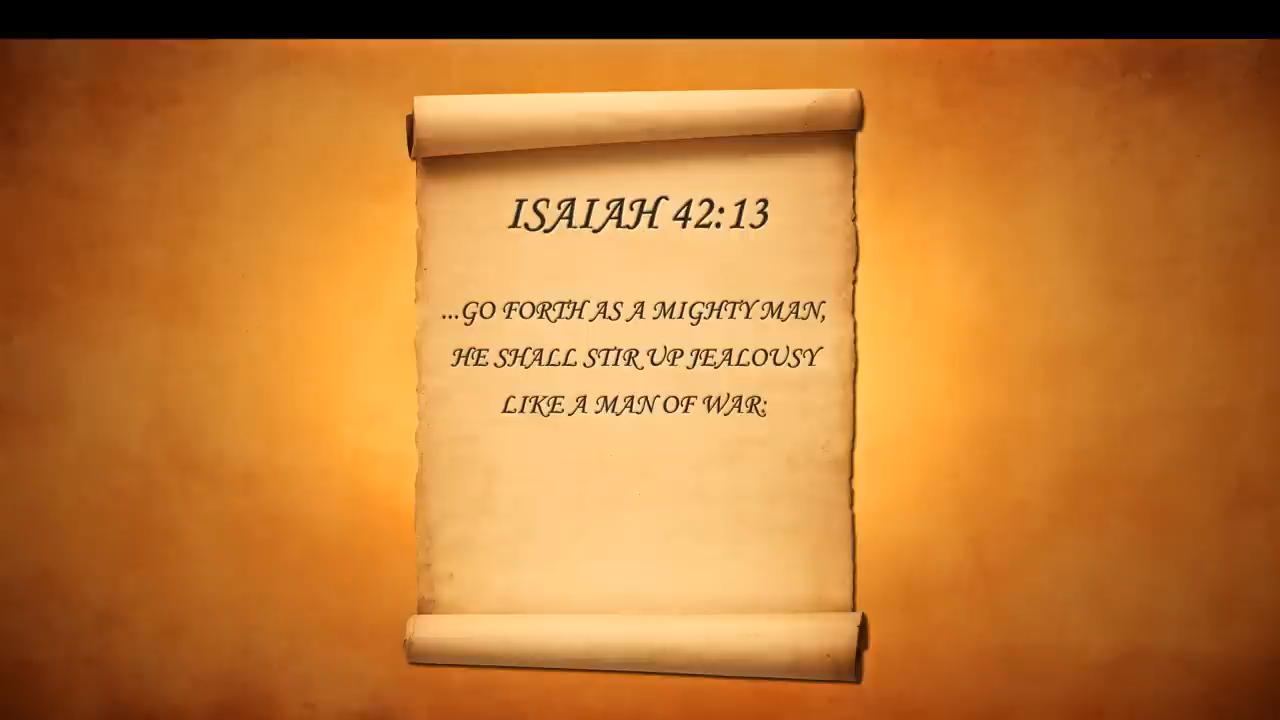 ISAIAH 42:13
...GO FORTH AS A MIGHTY MAN,
HE SHALL STIR UP JEALOUSY
LIKE A MAN OF WAR: